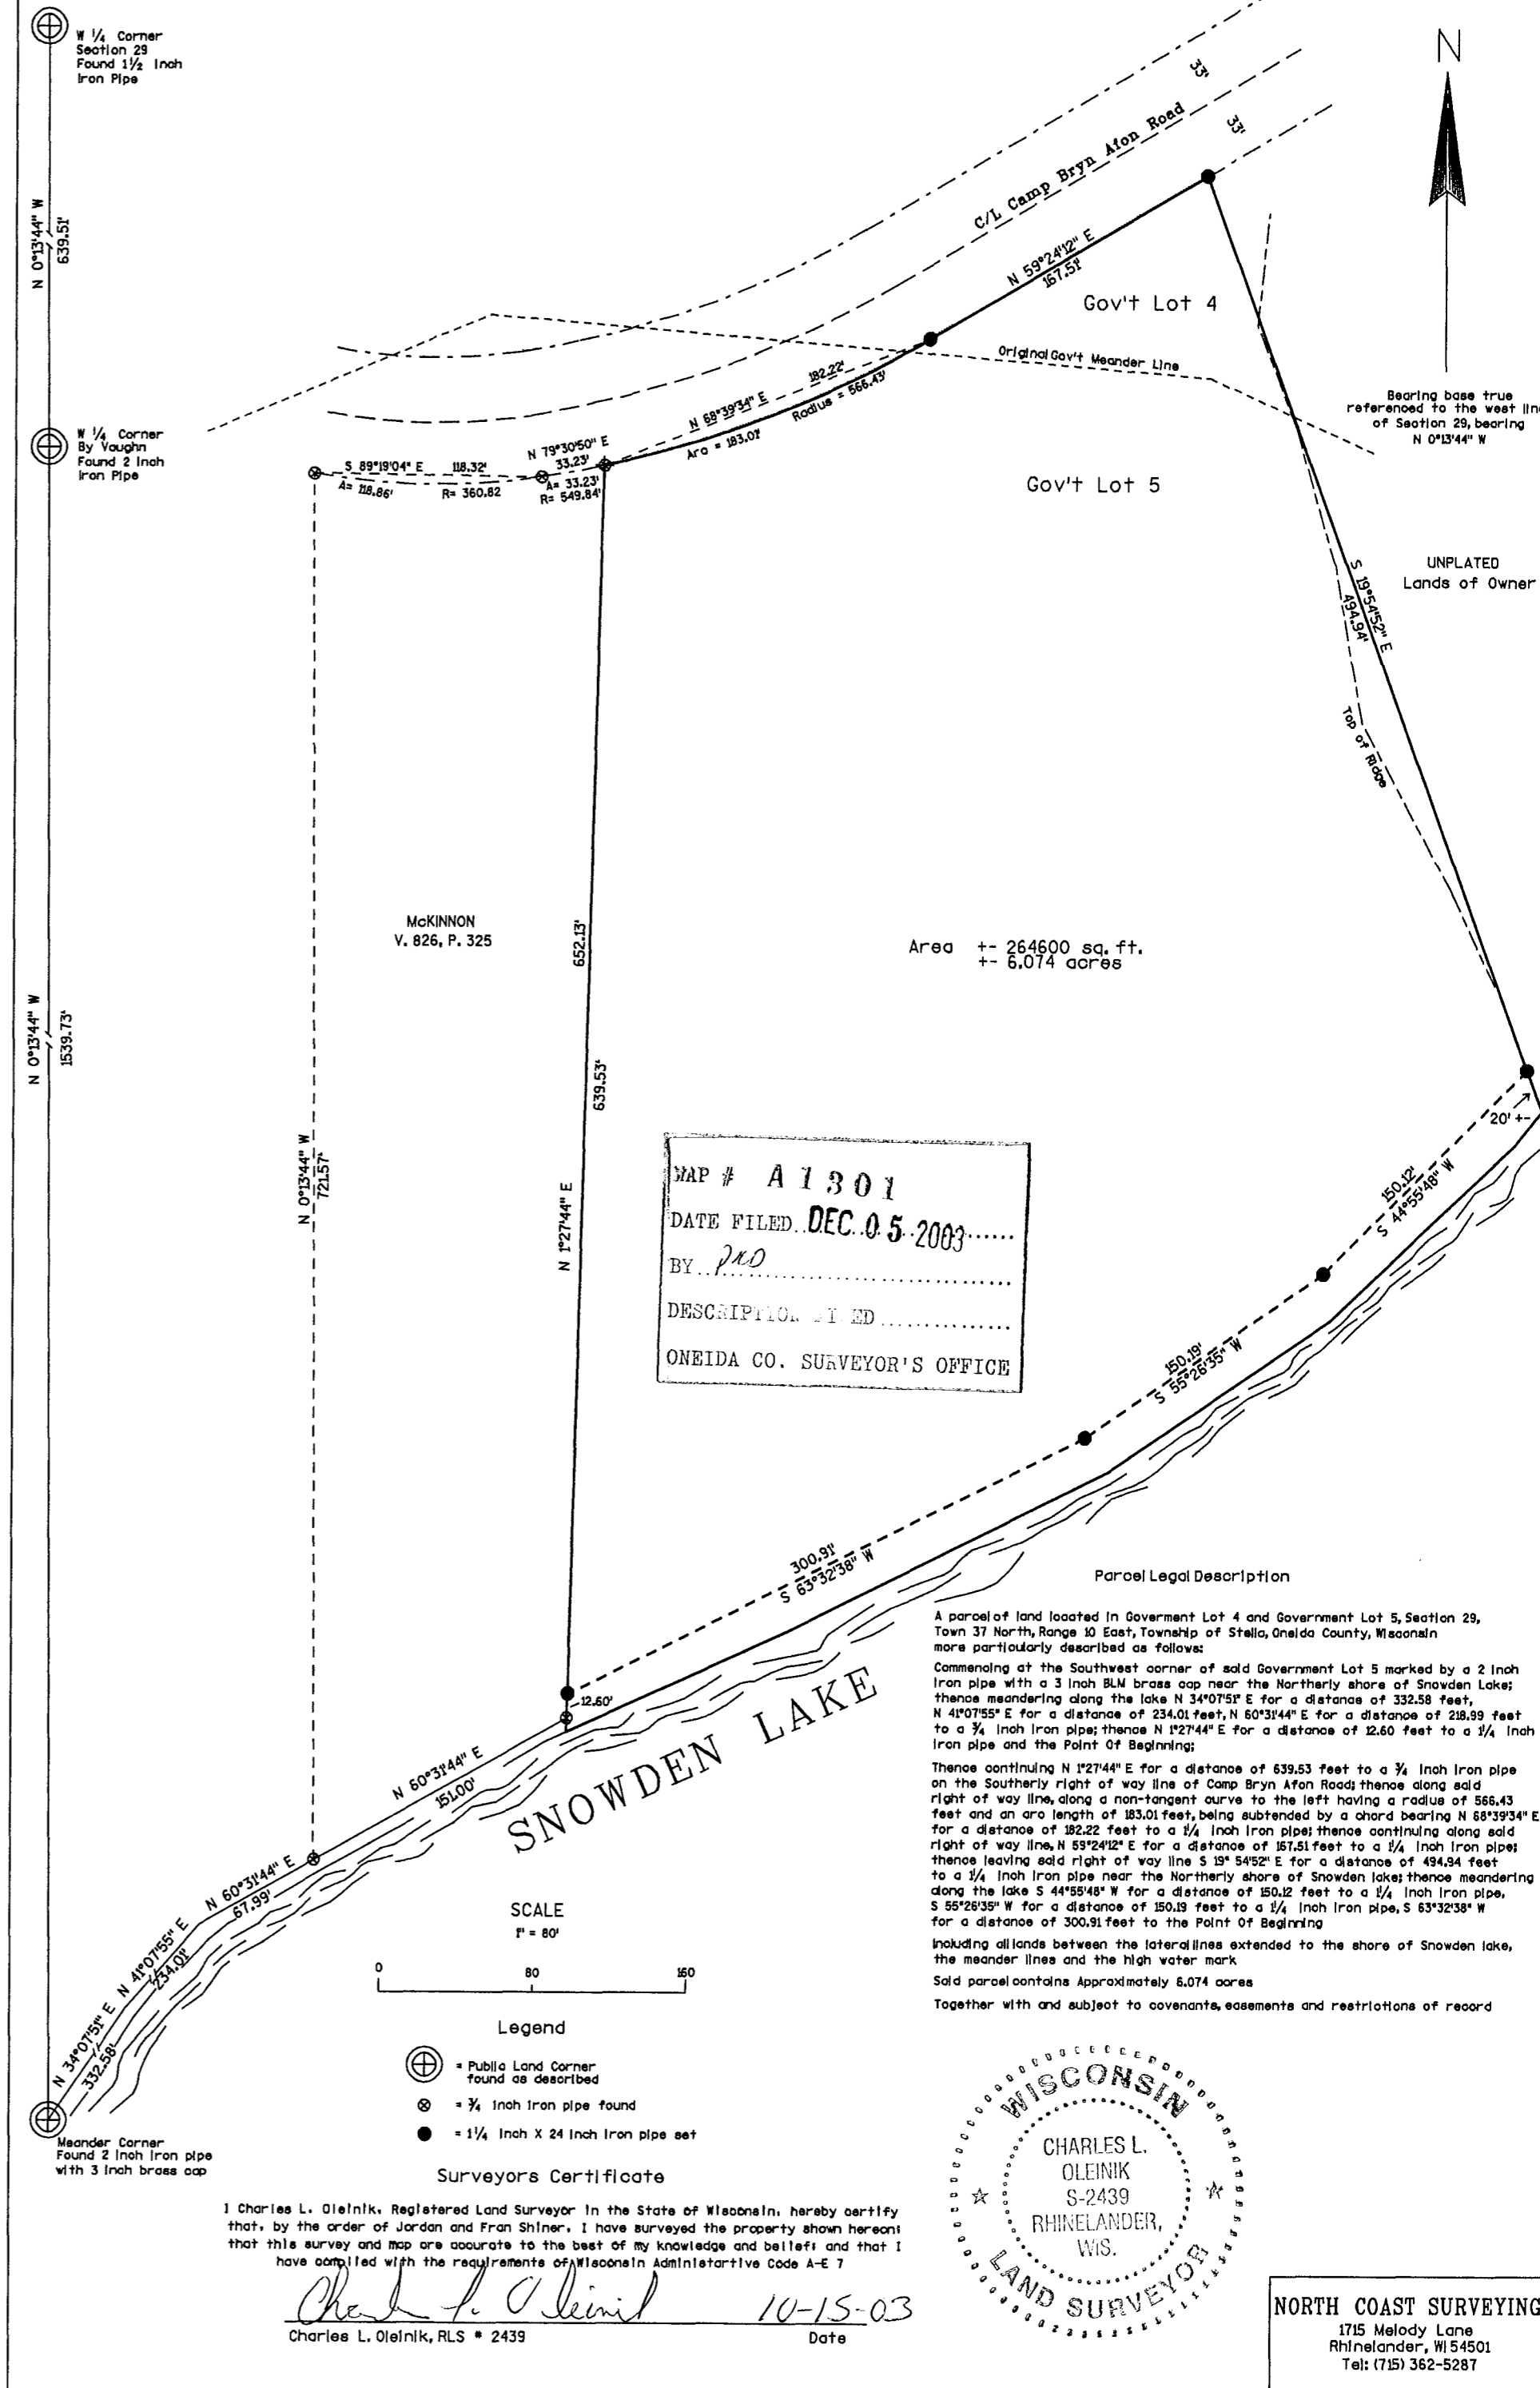 W 1/4 Corner
Section 29
Found 1 1/2 Inch
Iron Pipe
N
33'
33'
C/L Camp Bryn Afon Road
N 0°13'44" W
639.51'
N 59°24'12" E
167.51'
Gov't Lot 4
Original Gov't Meander Line
Bearing base true
referenced to the west line
of Section 29, bearing
N 0°13'44" W
W 1/4 Corner
By Vaughn
Found 2 Inch
Iron Pipe
N 68°39'34" E
182.22'
Arc = 183.01'
Radius = 566.43'
S 89°19'04" E 118.32'
A= 118.86' R= 360.82
N 79°30'50" E
33.23'
A= 33.23'
R= 549.84'
Gov't Lot 5
UNPLATED
Lands of Owner
S 19°54'52" E
494.94'
Top of Ridge
McKINNON
V. 826, P. 325
652.13'
Area +- 264600 sq. ft.
+- 6.074 acres
N 0°13'44" W
1539.73'
639.53'
20' +-
N 0°13'44" W
721.57'
N 1°27'44" E
MAP # A1301
DATE FILED DEC 05 2003
BY
DESCRIPTION
ONEIDA CO. SURVEYOR'S OFFICE
150.12'
S 44°55'48" W
150.19'
S 55°26'35" W
300.91'
S 63°32'38" W
12.60'
SNOWDEN LAKE
N 60°31'44" E
151.00'
N 60°31'44" E
67.99'
N 41°07'55" E
234.01'
N 34°07'51" E
332.58'
Meander Corner
Found 2 Inch Iron pipe
with 3 Inch brass cap
Parcel Legal Description
A parcel of land located in Goverment Lot 4 and Government Lot 5, Section 29,
Town 37 North, Range 10 East, Township of Stella, Oneida County, Wisconsin
more particularly described as follows:
Commencing at the Southwest corner of said Government Lot 5 marked by a 2 inch
iron pipe with a 3 inch BLM brass cap near the Northerly shore of Snowden Lake;
thence meandering along the lake N 34°07'51" E for a distance of 332.58 feet,
N 41°07'55" E for a distance of 234.01 feet, N 60°31'44" E for a distance of 218.99 feet
to a 3/4 inch iron pipe; thence N 1°27'44" E for a distance of 12.60 feet to a 1 1/4 inch
iron pipe and the Point Of Beginning;
Thence continuing N 1°27'44" E for a distance of 639.53 feet to a 3/4 inch iron pipe
on the Southerly right of way line of Camp Bryn Afon Road; thence along said
right of way line, along a non-tangent curve to the left having a radius of 566.43
feet and an arc length of 183.01 feet, being subtended by a chord bearing N 68°39'34" E
for a distance of 182.22 feet to a 1 1/4 inch iron pipe; thence continuing along said
right of way line, N 59°24'12" E for a distance of 167.51 feet to a 1 1/4 inch iron pipe;
thence leaving said right of way line S 19° 54'52" E for a distance of 494.94 feet
to a 1 1/4 inch iron pipe near the Northerly shore of Snowden lake; thence meandering
along the lake S 44°55'48" W for a distance of 150.12 feet to a 1 1/4 inch iron pipe,
S 55°26'35" W for a distance of 150.19 feet to a 1 1/4 inch iron pipe, S 63°32'38" W
for a distance of 300.91 feet to the Point Of Beginning
Including all lands between the lateral lines extended to the shore of Snowden lake,
the meander lines and the high water mark
Said parcel contains Approximately 6.074 acres
Together with and subject to covenants, easements and restrictions of record
SCALE
1" = 80'
0 80 160
Legend
= Public Land Corner
found as described
= 3/4 inch iron pipe found
= 1 1/4 inch X 24 inch iron pipe set
Surveyors Certificate
I Charles L. Oleinik, Registered Land Surveyor in the State of Wisconsin, hereby certify
that, by the order of Jordan and Fran Shiner, I have surveyed the property shown hereon;
that this survey and map are accurate to the best of my knowledge and belief; and that I
have complied with the requirements of Wisconsin Administartive Code A-E 7
Charles L. Oleinik 10-15-03
Charles L. Oleinik, RLS # 2439 Date
WISCONSIN
CHARLES L.
OLEINIK
S-2439
RHINELANDER,
WIS.
LAND SURVEYOR
NORTH COAST SURVEYING
1715 Melody Lane
Rhinelander, WI 54501
Tel: (715) 362-5287